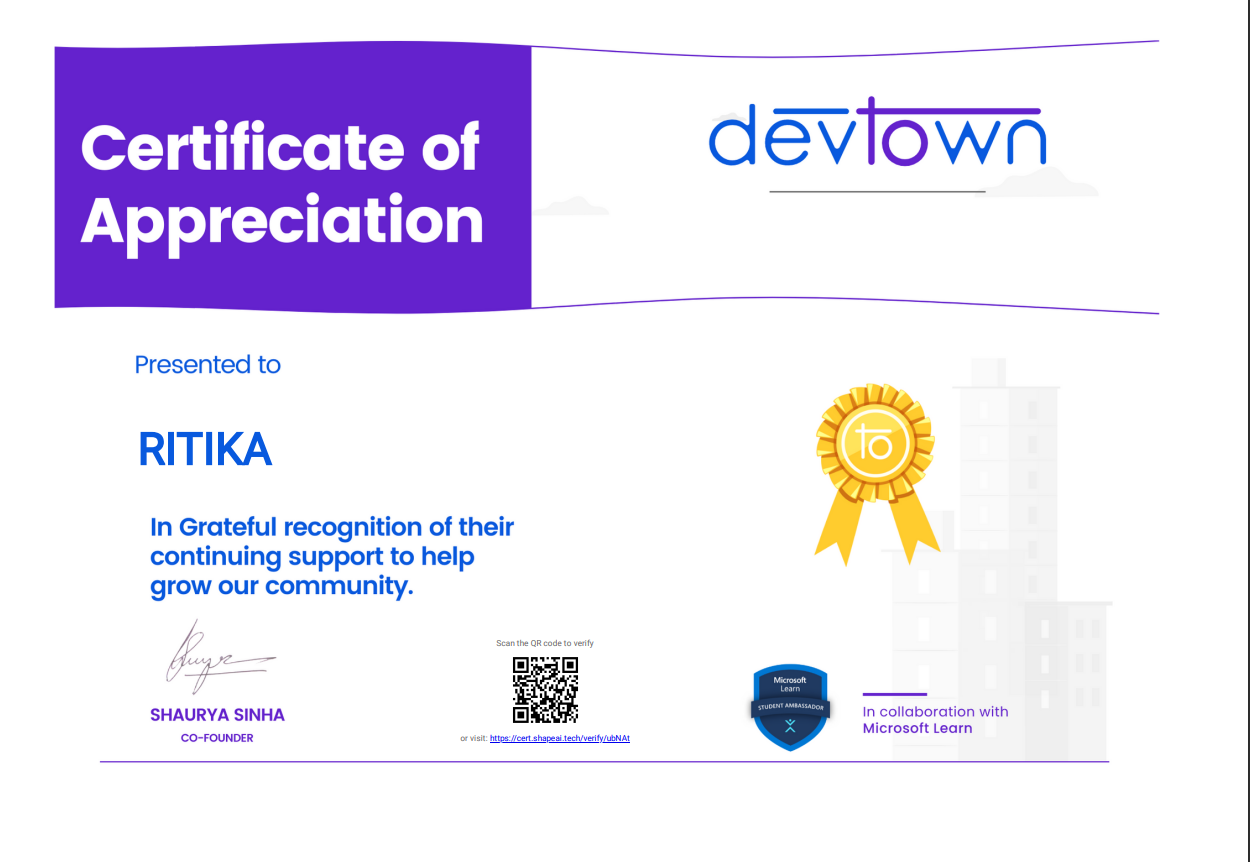 Certificate of
Appreciation
devtown
Presented to
RITIKA
to
In Grateful recognition of their
continuing support to help
grow our community.
SHAURYA SINHA
CO-FOUNDER
Scan the QR code to verify
or visit: https://cert.shapeai.tech/verify/ubNAt
Microsoft
Learn
STUDENT AMBASSADOR
In collaboration with
Microsoft Learn